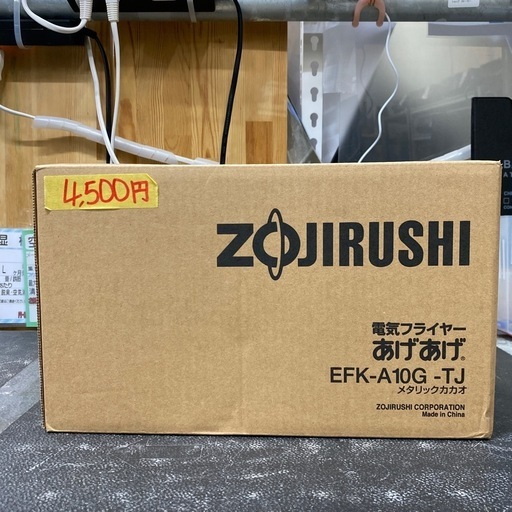 4,500円
ZOJIRUSHI
電気フライヤー
あげあげ®
EFK-A10G -TJ
メタリックカカオ
ZOJIRUSHI CORPORATION
Made in China